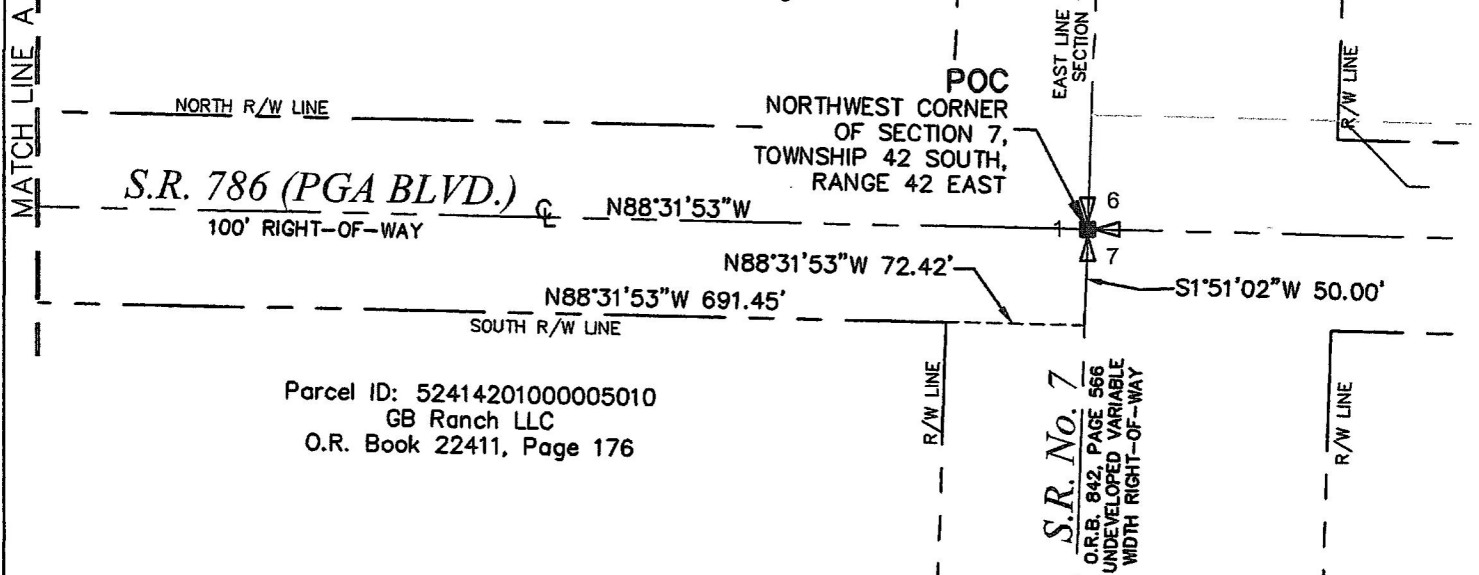 MATCH LINE A
EAST LINE
SECTION
R/W LINE
POC
NORTHWEST CORNER
OF SECTION 7,
TOWNSHIP 42 SOUTH,
RANGE 42 EAST
NORTH R/W LINE
S.R. 786 (PGA BLVD.)
100' RIGHT-OF-WAY
℄
N88°31'53"W
6
1
7
N88°31'53"W 72.42'
S1°51'02"W 50.00'
N88°31'53"W 691.45'
SOUTH R/W LINE
Parcel ID: 52414201000005010
GB Ranch LLC
O.R. Book 22411, Page 176
R/W LINE
S.R. No. 7
O.R.B. 842, PAGE 566
UNDEVELOPED VARIABLE
WIDTH RIGHT-OF-WAY
R/W LINE